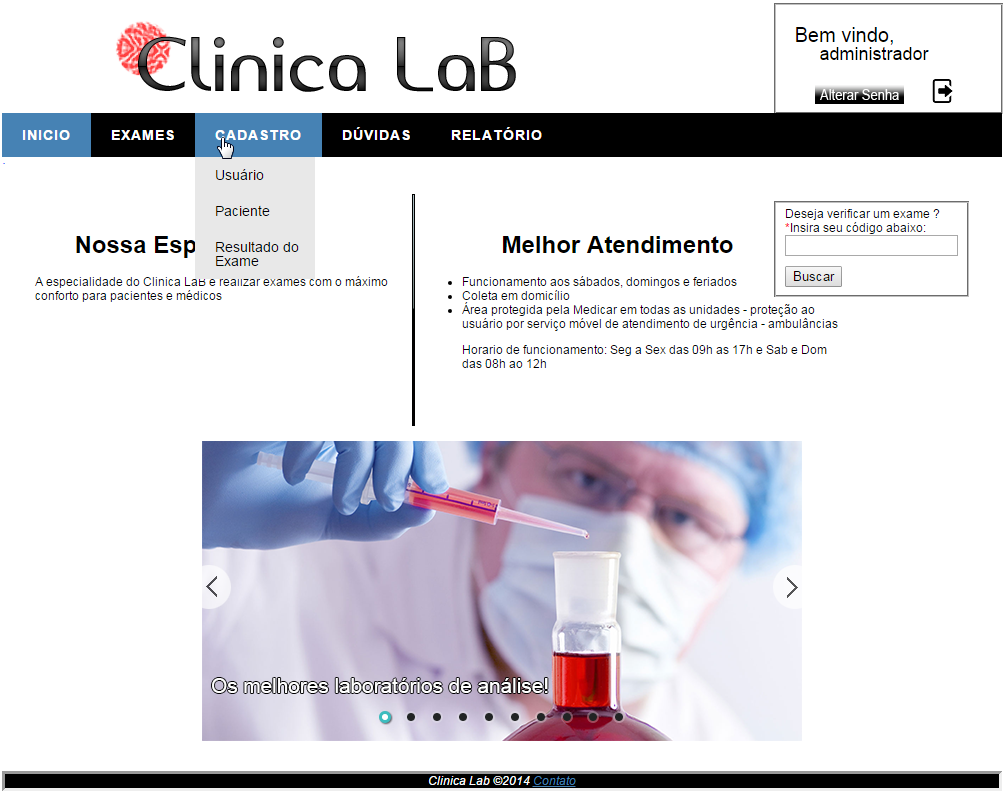 Clinica LaB
Bem vindo,
administrador
Alterar Senha
INICIO EXAMES CADASTRO DÚVIDAS RELATÓRIO
Usuário
Paciente
Resultado do
Exame
Nossa Esp
A especialidade do Clinica LaB é realizar exames com o máximo
conforto para pacientes e médicos
Melhor Atendimento
Funcionamento aos sábados, domingos e feriados
Coleta em domicílio
Área protegida pela Medicar em todas as unidades - proteção ao
usuário por serviço móvel de atendimento de urgência - ambulâncias
Horario de funcionamento: Seg a Sex das 09h as 17h e Sab e Dom
das 08h ao 12h
Deseja verificar um exame ?
*Insira seu código abaixo:
Buscar
Os melhores laboratórios de análise!
Clinica Lab ©2014 Contato